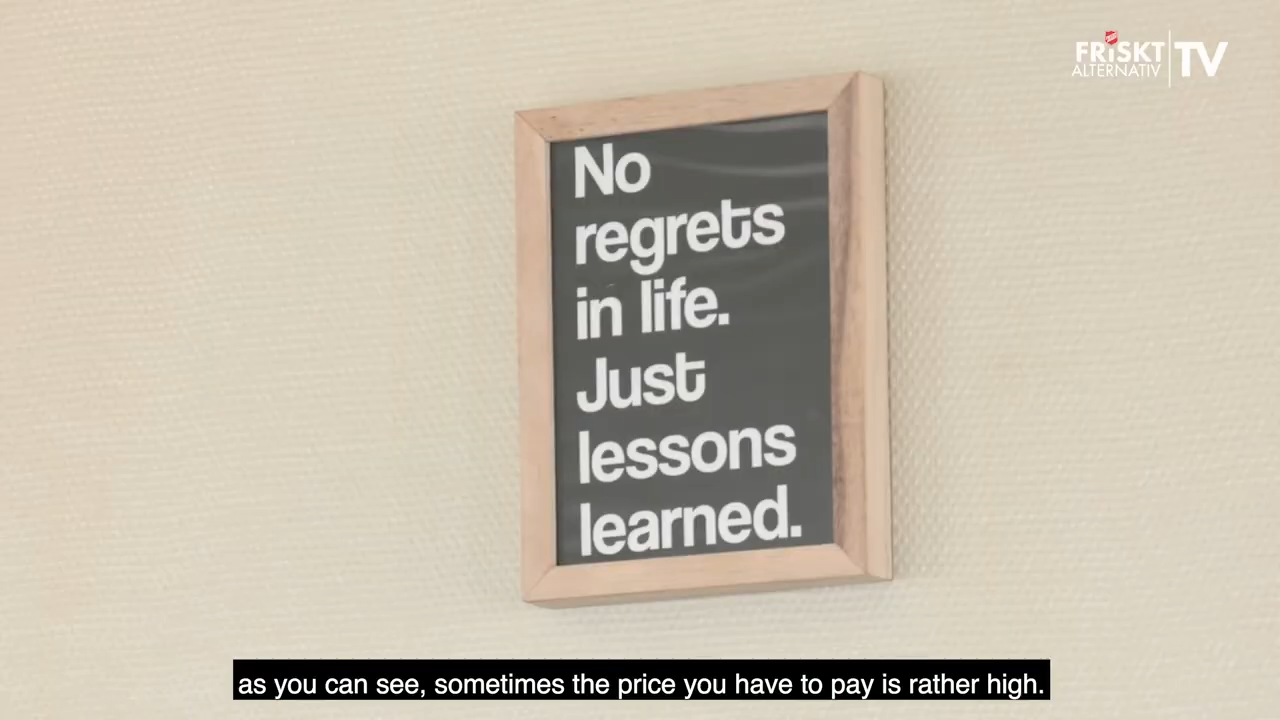 FRiSKT
ALTERNATIV
TV
No
regrets
in life.
Just
lessons
learned.
as you can see, sometimes the price you have to pay is rather high.